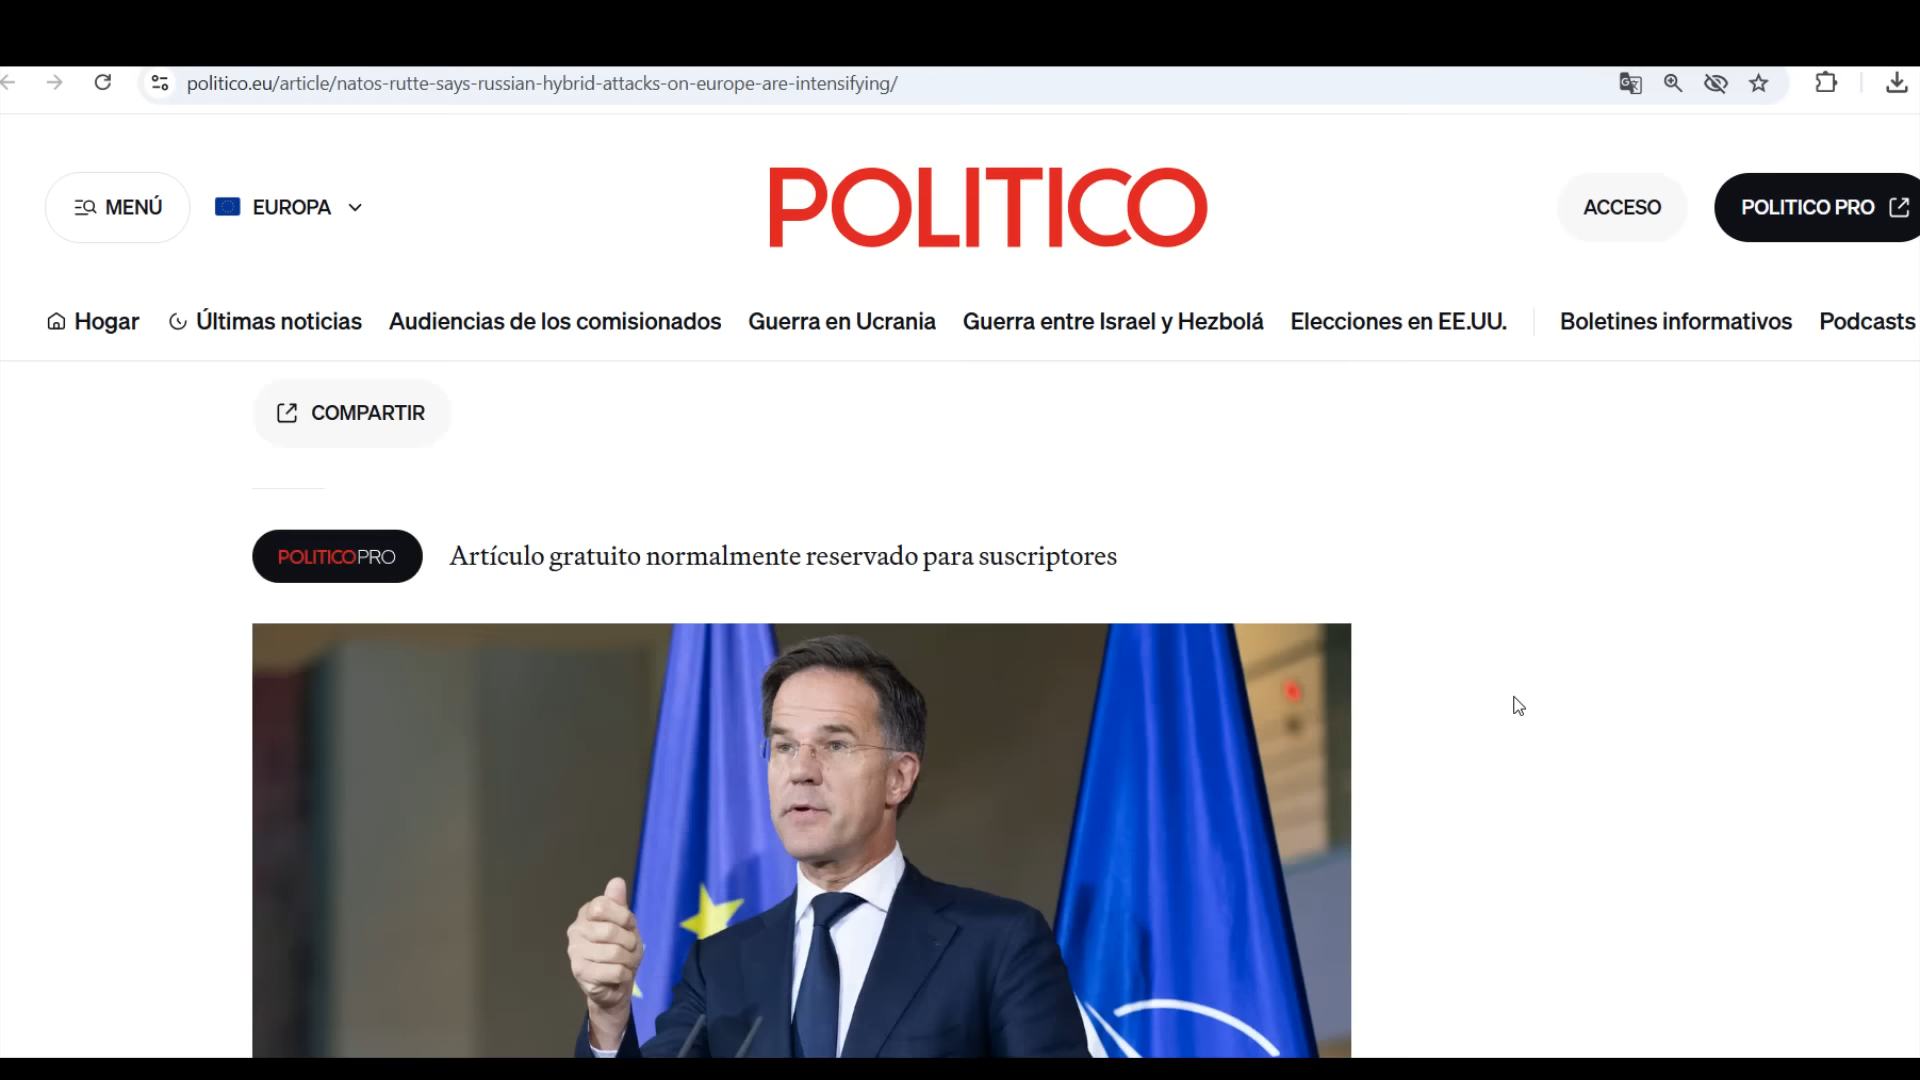 politico.eu/article/natos-rutte-says-russian-hybrid-attacks-on-europe-are-intensifying/
MENÚ
EUROPA
POLITICO
ACCESO
POLITICO PRO
Hogar
Últimas noticias
Audiencias de los comisionados
Guerra en Ucrania
Guerra entre Israel y Hezbolá
Elecciones en EE.UU.
Boletines informativos
Podcasts
COMPARTIR
POLITICOPRO
Artículo gratuito normalmente reservado para suscriptores